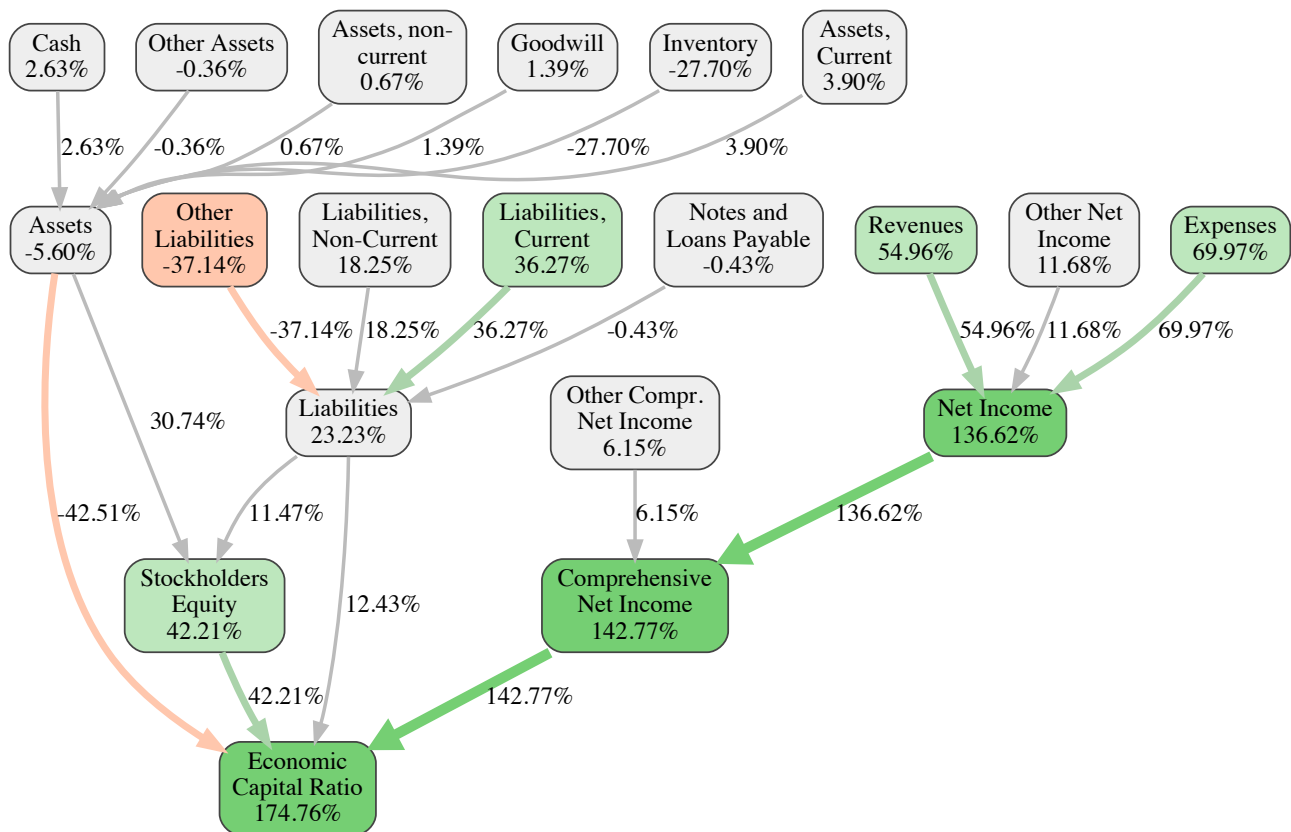 Cash
2.63%
Other Assets
-0.36%
Assets, non-
current
0.67%
Goodwill
1.39%
Inventory
-27.70%
Assets,
Current
3.90%
2.63%
-0.36%
0.67%
1.39%
-27.70%
3.90%
Assets
-5.60%
Other
Liabilities
-37.14%
Liabilities,
Non-Current
18.25%
Liabilities,
Current
36.27%
Notes and
Loans Payable
-0.43%
Revenues
54.96%
Other Net
Income
11.68%
Expenses
69.97%
-37.14%
18.25%
36.27%
-0.43%
54.96%
11.68%
69.97%
30.74%
Liabilities
23.23%
Other Compr.
Net Income
6.15%
Net Income
136.62%
-42.51%
11.47%
6.15%
136.62%
Stockholders
Equity
42.21%
12.43%
Comprehensive
Net Income
142.77%
42.21%
142.77%
Economic
Capital Ratio
174.76%